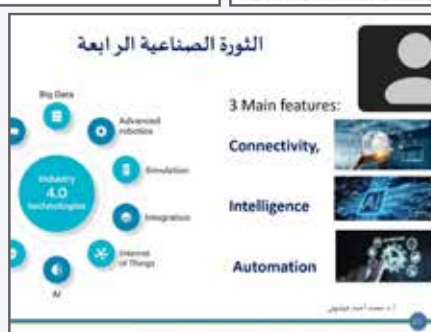 الثورة الصناعية الرابعة
3 Main features:
Connectivity,
Intelligence
Automation
Big Data
Advanced
robotics
Simulation
Integration
Internet
of Things
AI
Industry
4.0
technologies
AI